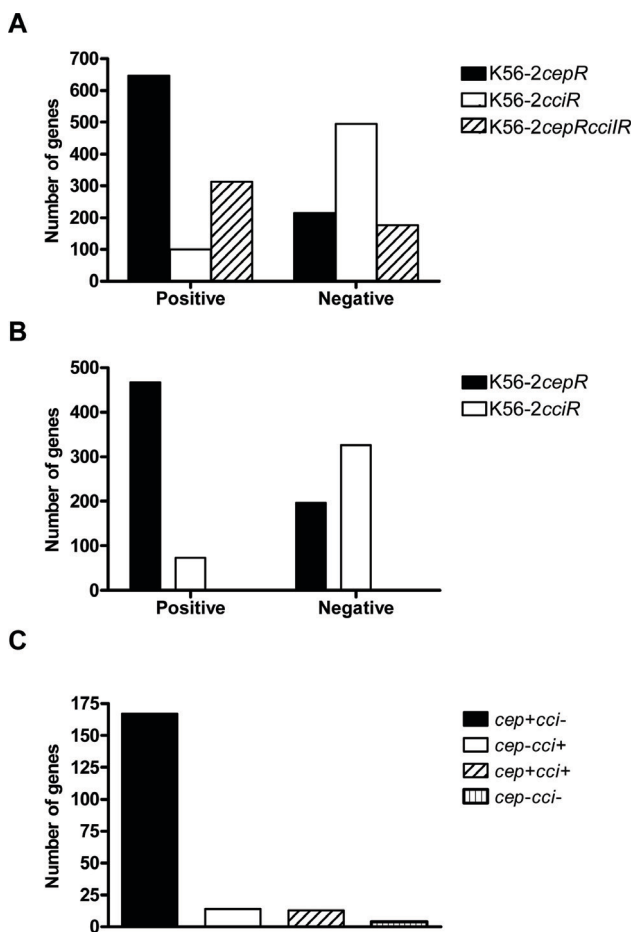 A
Number of genes
700
600
500
400
300
200
100
0
Positive
Negative
K56-2cepR
K56-2cciR
K56-2cepRcciIR
B
Number of genes
500
400
300
200
100
0
Positive
Negative
K56-2cepR
K56-2cciR
C
Number of genes
175
150
125
100
75
50
25
0
cep+cci-
cep-cci+
cep+cci+
cep-cci-